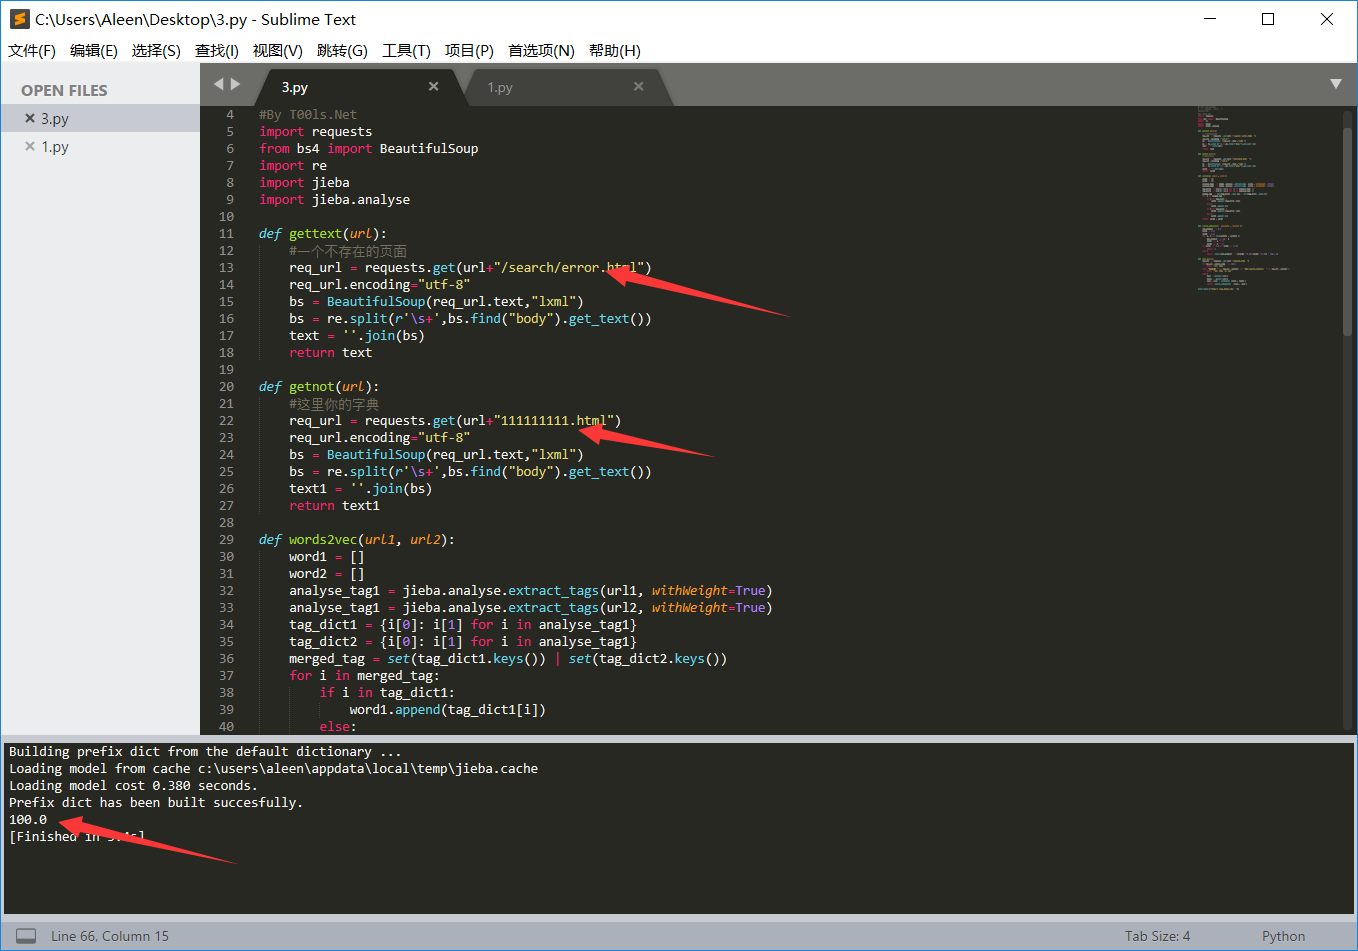 C:\Users\Aleen\Desktop\3.py - Sublime Text
文件(F) 编辑(E) 选择(S) 查找(I) 视图(V) 跳转(G) 工具(T) 项目(P) 首选项(N) 帮助(H)
OPEN FILES
3.py
1.py
3.py
1.py
4 #By T00ls.Net
5 import requests
6 from bs4 import BeautifulSoup
7 import re
8 import jieba
9 import jieba.analyse
10
11 def gettext(url):
12 #一个不存在的页面
13 req_url = requests.get(url+"/search/error.html")
14 req_url.encoding="utf-8"
15 bs = BeautifulSoup(req_url.text,"lxml")
16 bs = re.split(r'\s+',bs.find("body").get_text())
17 text = ''.join(bs)
18 return text
19
20 def getnot(url):
21 #这里你的字典
22 req_url = requests.get(url+"111111111.html")
23 req_url.encoding="utf-8"
24 bs = BeautifulSoup(req_url.text,"lxml")
25 bs = re.split(r'\s+',bs.find("body").get_text())
26 text1 = ''.join(bs)
27 return text1
28
29 def words2vec(url1, url2):
30 word1 = []
31 word2 = []
32 analyse_tag1 = jieba.analyse.extract_tags(url1, withWeight=True)
33 analyse_tag1 = jieba.analyse.extract_tags(url2, withWeight=True)
34 tag_dict1 = {i[0]: i[1] for i in analyse_tag1}
35 tag_dict2 = {i[0]: i[1] for i in analyse_tag1}
36 merged_tag = set(tag_dict1.keys()) | set(tag_dict2.keys())
37 for i in merged_tag:
38 if i in tag_dict1:
39 word1.append(tag_dict1[i])
40 else:
Building prefix dict from the default dictionary ...
Loading model from cache c:\users\aleen\appdata\local\temp\jieba.cache
Loading model cost 0.380 seconds.
Prefix dict has been built succesfully.
100.0
[Finished in
Line 66, Column 15
Tab Size: 4
Python